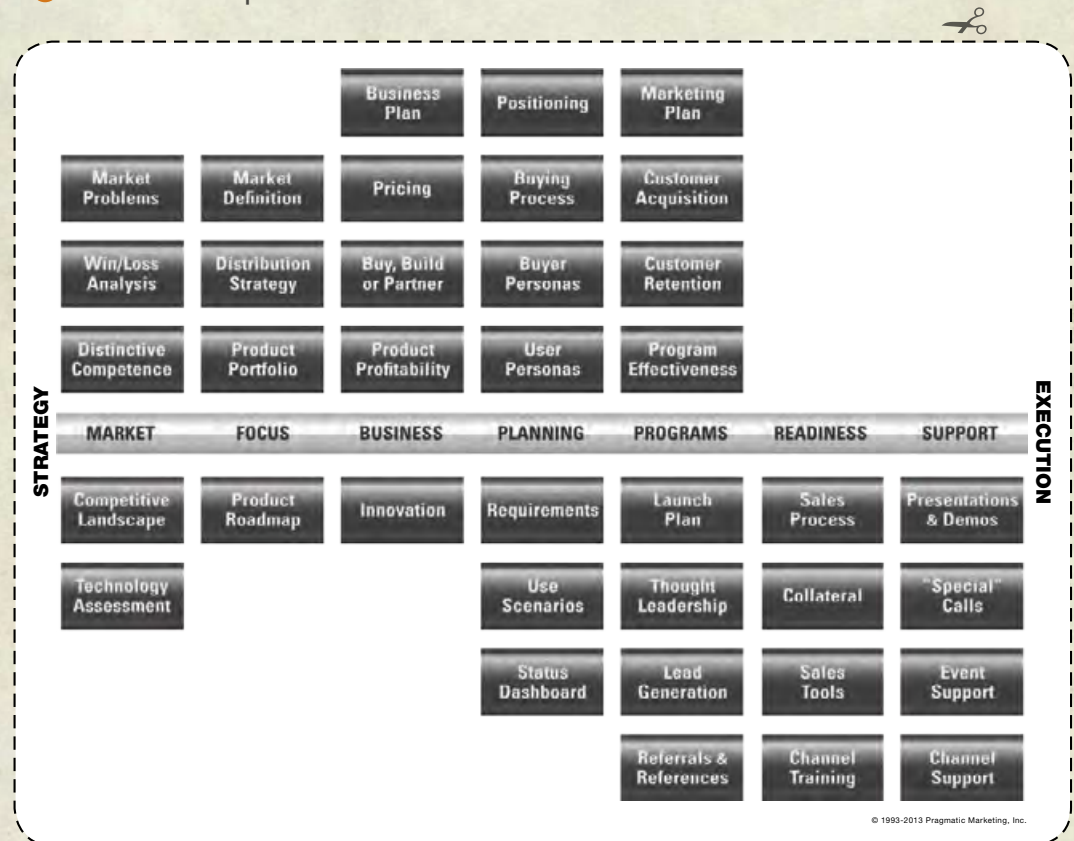 Business
Plan
Positioning
Marketing
Plan
Market
Problems
Market
Definition
Pricing
Buying
Process
Customer
Acquisition
Win/Loss
Analysis
Distribution
Strategy
Buy, Build
or Partner
Buyer
Personas
Customer
Retention
Distinctive
Competence
Product
Portfolio
Product
Profitability
User
Personas
Program
Effectiveness
STRATEGY
MARKET
FOCUS
BUSINESS
PLANNING
PROGRAMS
READINESS
SUPPORT
EXECUTION
Competitive
Landscape
Product
Roadmap
Innovation
Requirements
Launch
Plan
Sales
Process
Presentations
& Demos
Technology
Assessment
Use
Scenarios
Thought
Leadership
Collateral
"Special"
Calls
Status
Dashboard
Lead
Generation
Sales
Tools
Event
Support
Referrals &
References
Channel
Training
Channel
Support
© 1993-2013 Pragmatic Marketing, Inc.